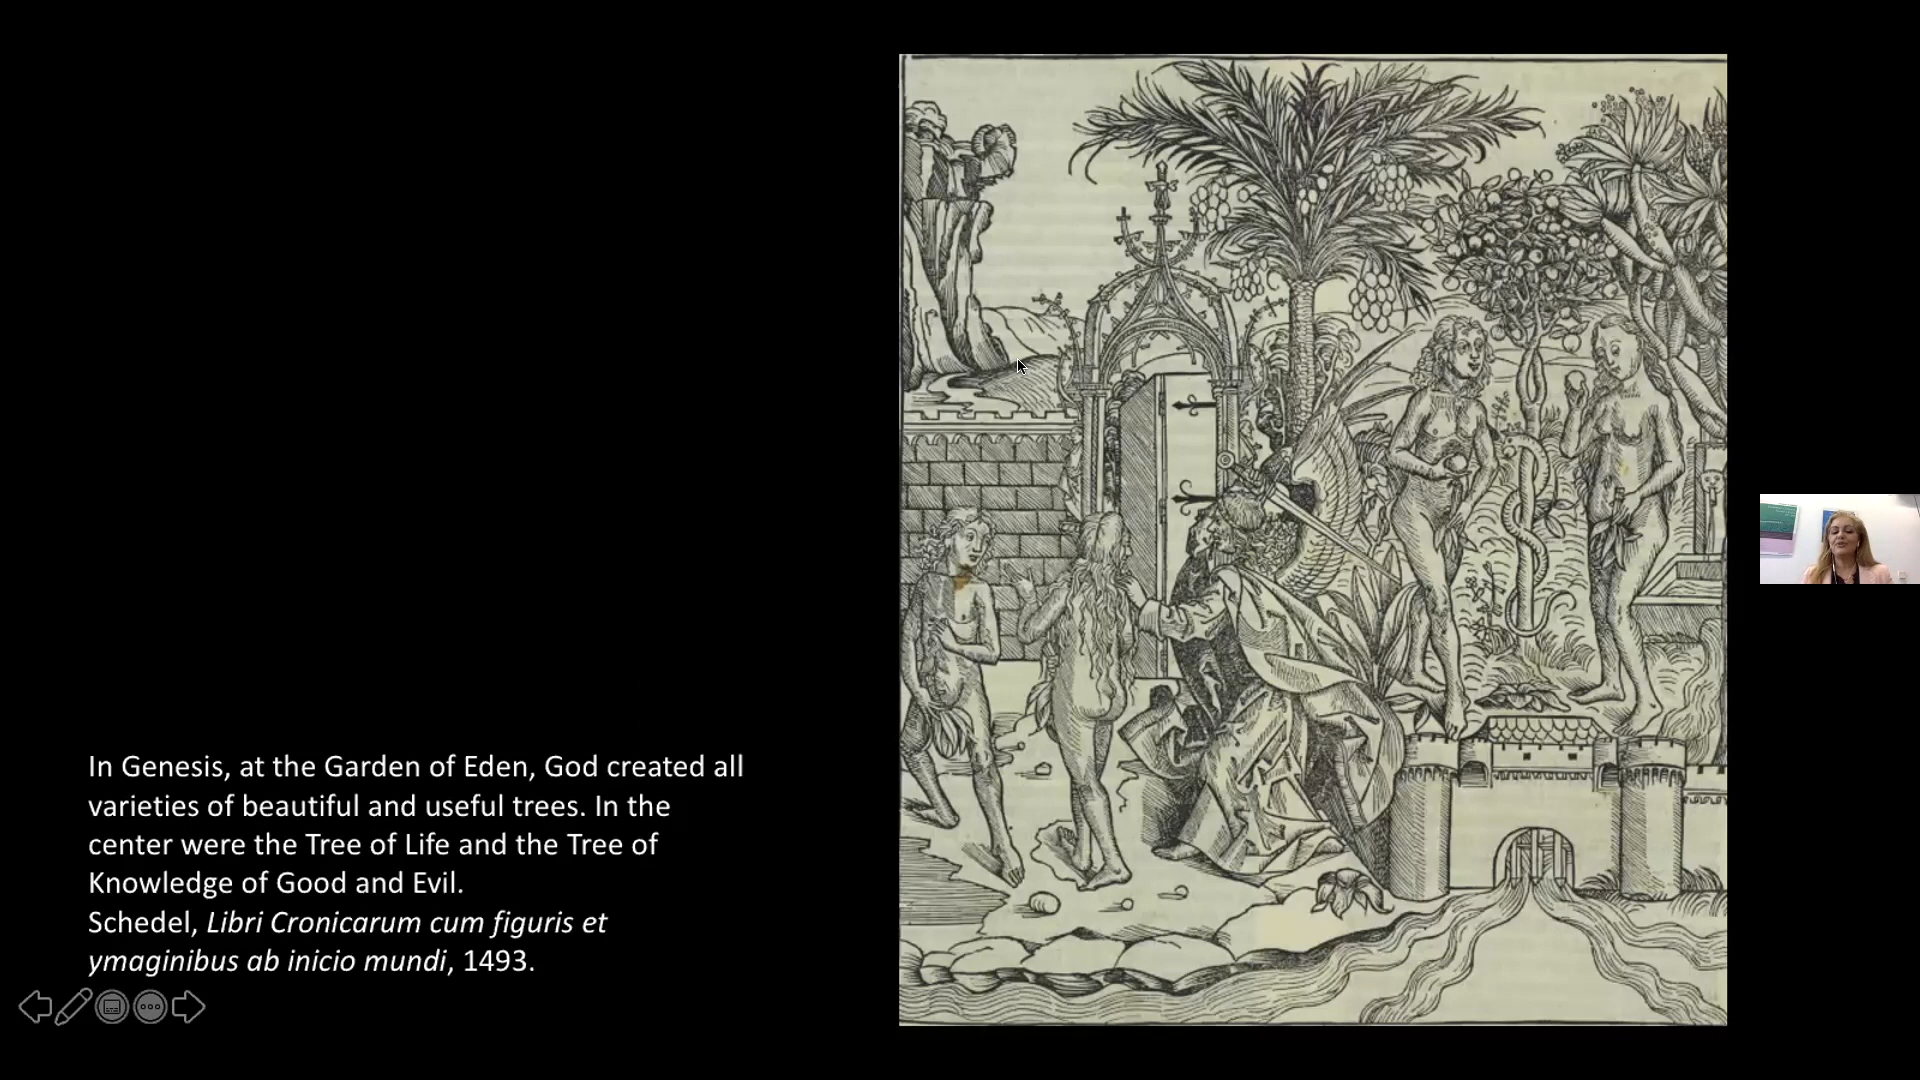 In Genesis, at the Garden of Eden, God created all
varieties of beautiful and useful trees. In the
center were the Tree of Life and the Tree of
Knowledge of Good and Evil.
Schedel, Libri Cronicarum cum figuris et
ymaginibus ab inicio mundi, 1493.